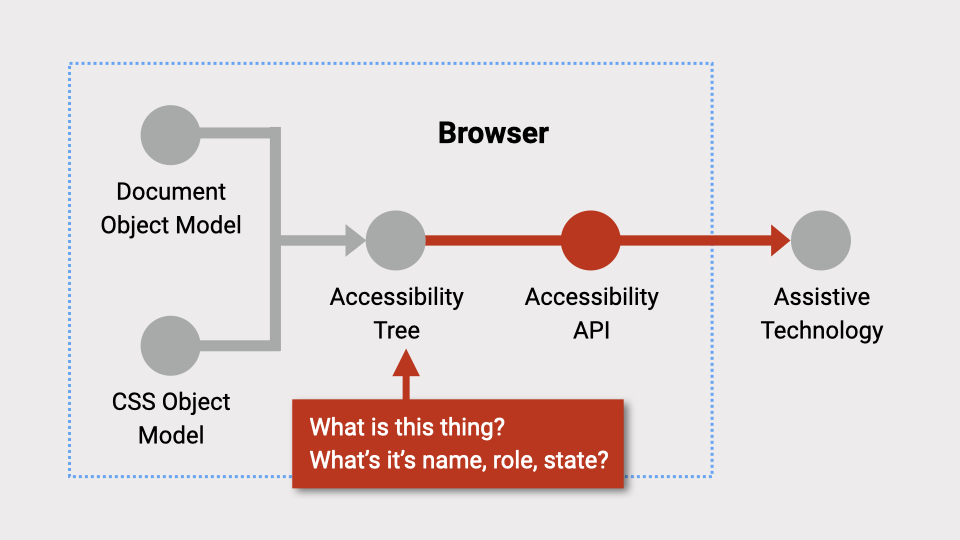 Browser
Document
Object Model
Accessibility
Tree
Accessibility
API
Assistive
Technology
CSS Object
Model
What is this thing?
What's it's name, role, state?